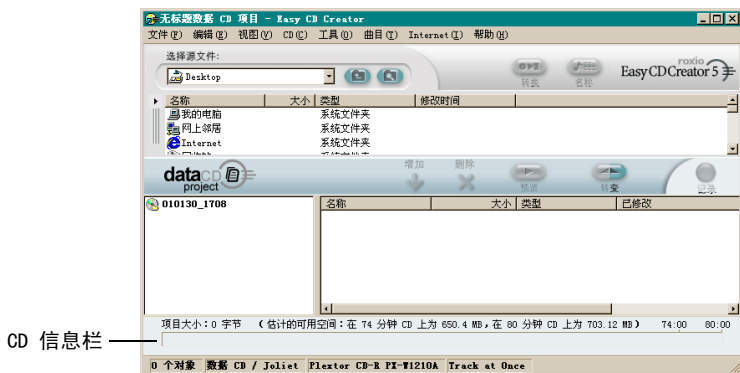 无标题数据 CD 项目 - Easy CD Creator
文件(F) 编辑(E) 视图(V) CD(C) 工具(O) 曲目(T) Internet(I) 帮助(H)
选择源文件:
Desktop
转换 名称
roxio
Easy CD Creator 5
名称 大小 类型 修改时间
我的电脑 系统文件夹
网上邻居 系统文件夹
Internet 系统文件夹
datacd project
增加 删除 预览 转变 记录
010130_1708
名称 大小 类型 已修改
项目大小：0 字节 （估计的可用空间：在 74 分钟 CD 上为 650.4 MB，在 80 分钟 CD 上为 703.12 MB） 74:00 80:00
CD 信息栏
0 个对象 数据 CD / Joliet Plextor CD-R PX-W1210A Track at Once